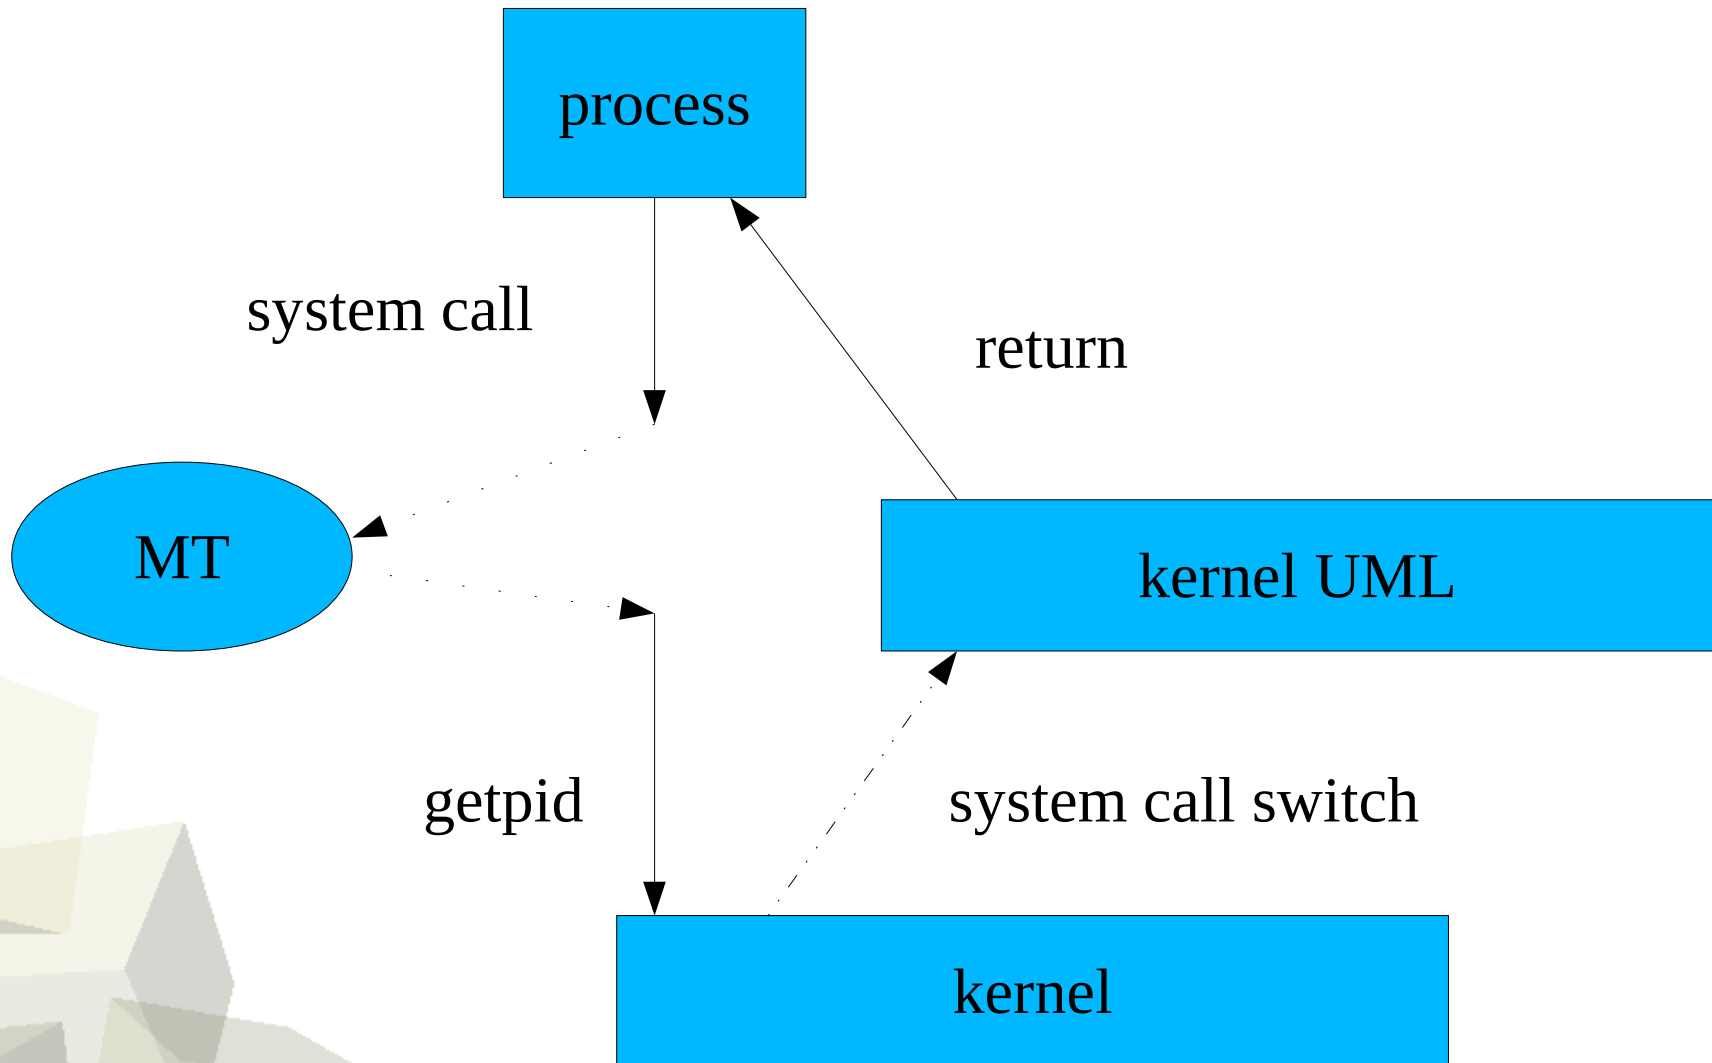 process
system call
return
MT
kernel UML
getpid
system call switch
kernel